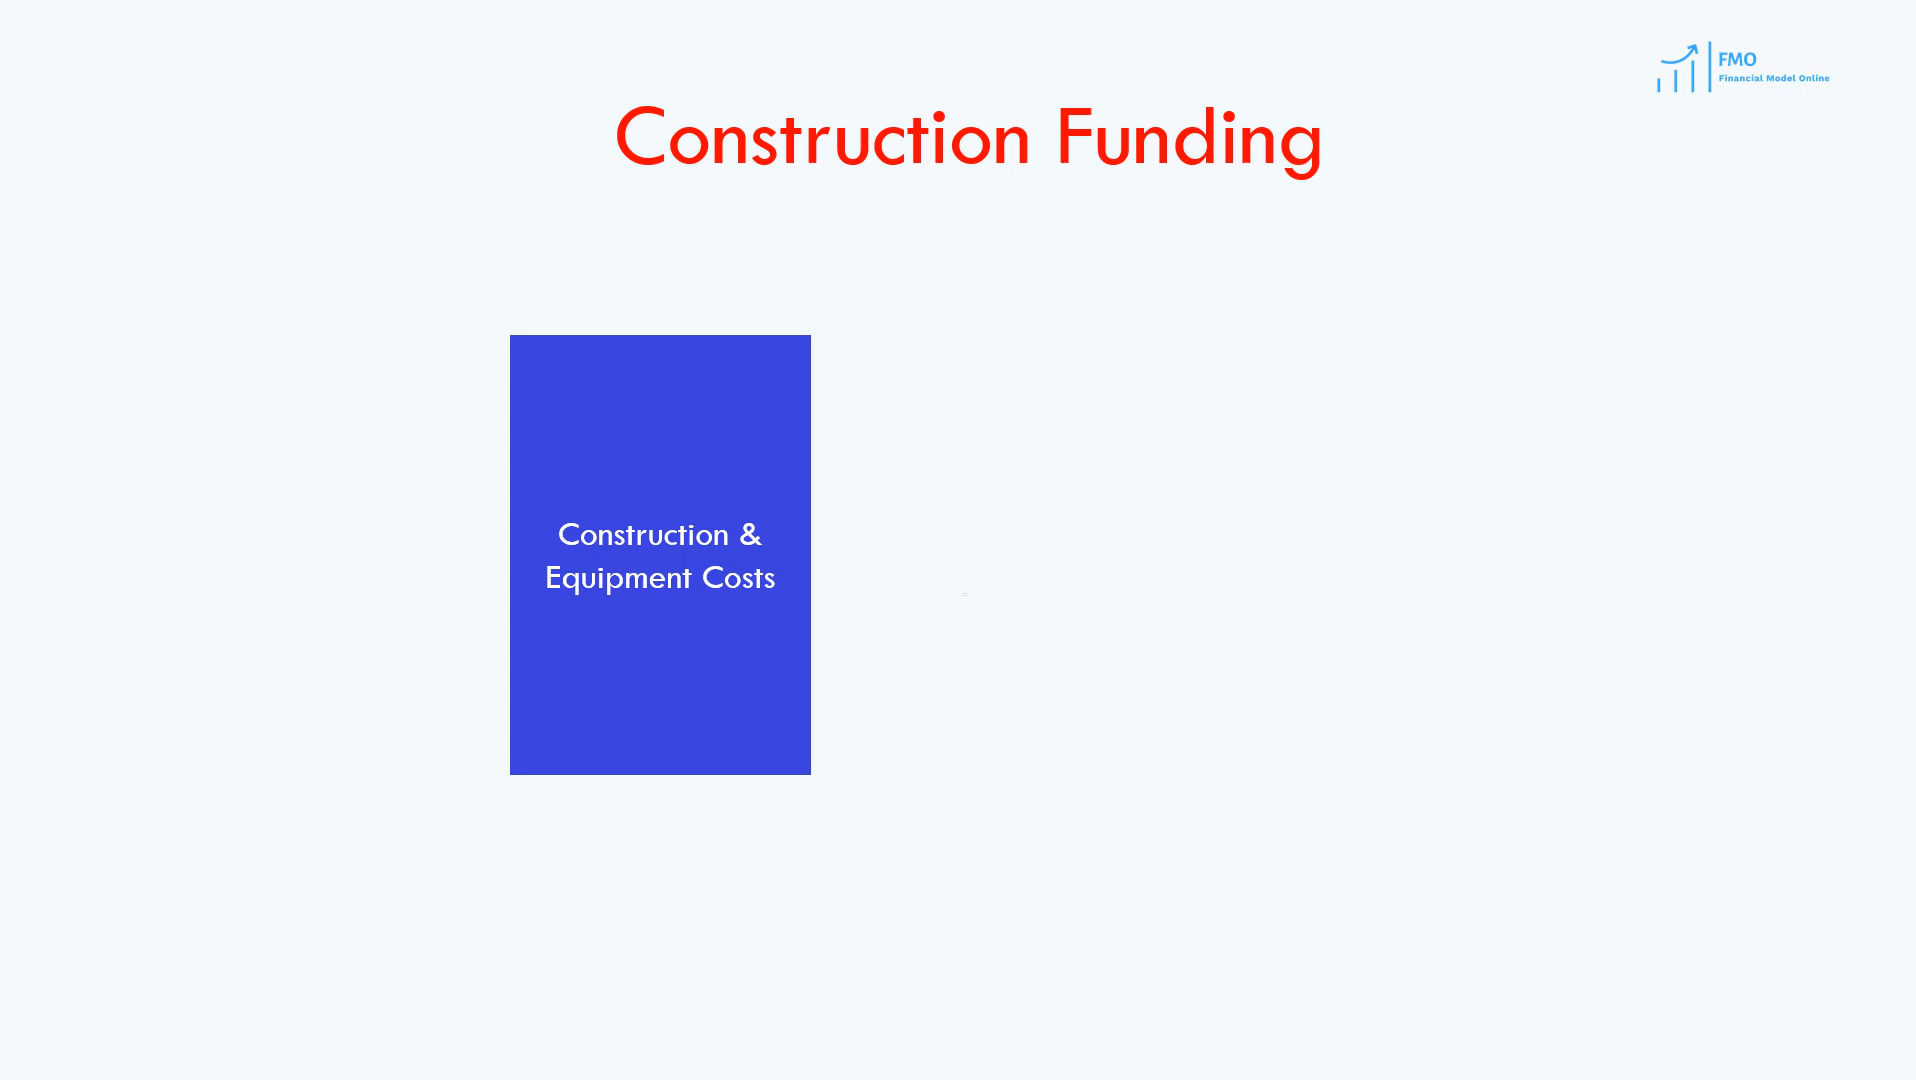 FMO
Financial Model Online
Construction Funding
Construction &
Equipment Costs